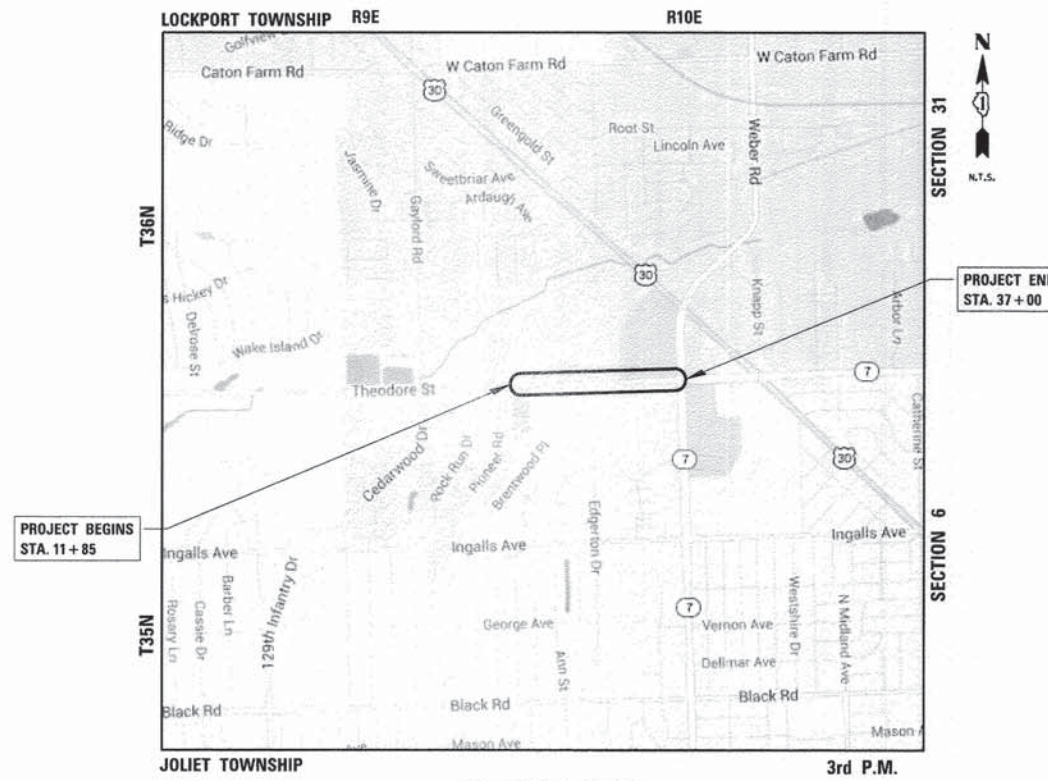 LOCKPORT TOWNSHIP R9E R10E
Golfview
Caton Farm Rd
W Caton Farm Rd
W Caton Farm Rd
N
30
Greengold St
Root St
Lincoln Ave
Weber Rd
SECTION 31
Ridge Dr
Jasmine Dr
Sweetbriar Ave
Gaylord Rd
N.T.S.
T36N
30
PROJECT EN
STA. 37+00
s Hickey Dr
Delrose St
Knapp St
Arbor Ln
Wake Island Dr
Theodore St
7
Catherine St
Cedarwood Dr
Rock Run Dr
Pioneer Rd
Brentwood Pl
7
30
PROJECT BEGINS
STA. 11+85
Edgerton Dr
SECTION 6
Ingalls Ave
Ingalls Ave
Ingalls Ave
Rosary Ln
Cassie Dr
Barber Ln
129th Infantry Dr
7
Westshire Dr
N Midland Ave
T35N
George Ave
Vernon Ave
Ann St
Dellmar Ave
Black Rd
Black Rd
Black Rd
Mason Ave
Mason A
JOLIET TOWNSHIP
3rd P.M.